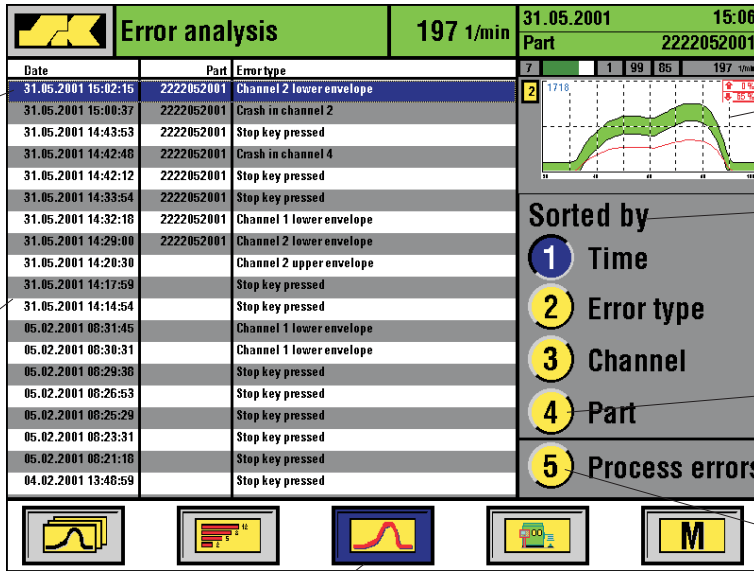 Error analysis
197 1/min
31.05.2001 15:06
Part 2222052001
Date Part Errortype
7 1 99 85 197 1/min
31.05.2001 15:02:15 2222052001 Channel 2 lower envelope
31.05.2001 15:00:37 2222052001 Crash in channel 2
31.05.2001 14:43:53 2222052001 Stop key pressed
31.05.2001 14:42:46 2222052001 Crash in channel 4
31.05.2001 14:42:12 2222052001 Stop key pressed
31.05.2001 14:33:54 2222052001 Stop key pressed
31.05.2001 14:32:18 2222052001 Channel 1 lower envelope
31.05.2001 14:29:00 2222052001 Channel 2 lower envelope
31.05.2001 14:20:30 Channel 2 upper envelope
31.05.2001 14:17:59 Stop key pressed
31.05.2001 14:14:54 Stop key pressed
05.02.2001 08:31:45 Channel 1 lower envelope
05.02.2001 08:30:31 Channel 1 lower envelope
05.02.2001 08:29:38 Stop key pressed
05.02.2001 08:26:53 Stop key pressed
05.02.2001 08:25:29 Stop key pressed
05.02.2001 08:23:31 Stop key pressed
05.02.2001 08:21:18 Stop key pressed
04.02.2001 13:48:59 Stop key pressed
2 1718
Sorted by
1 Time
2 Error type
3 Channel
4 Part
5 Process errors
M